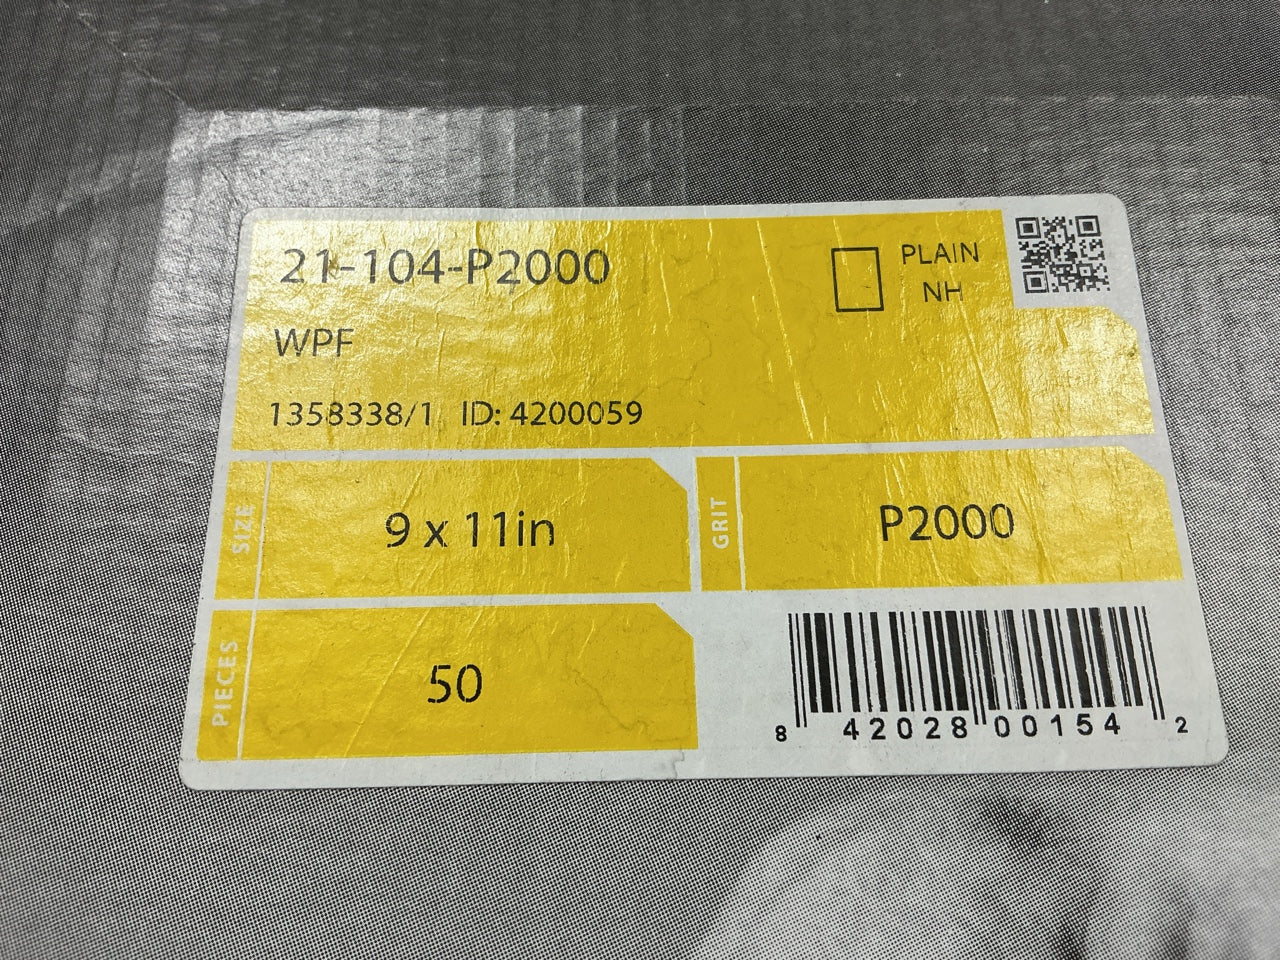 21-104-P2000
PLAIN
NH
WPF
1358338/1 ID: 4200059
SIZE
9 x 11in
GRIT
P2000
PIECES
50
8 42028 00154 2